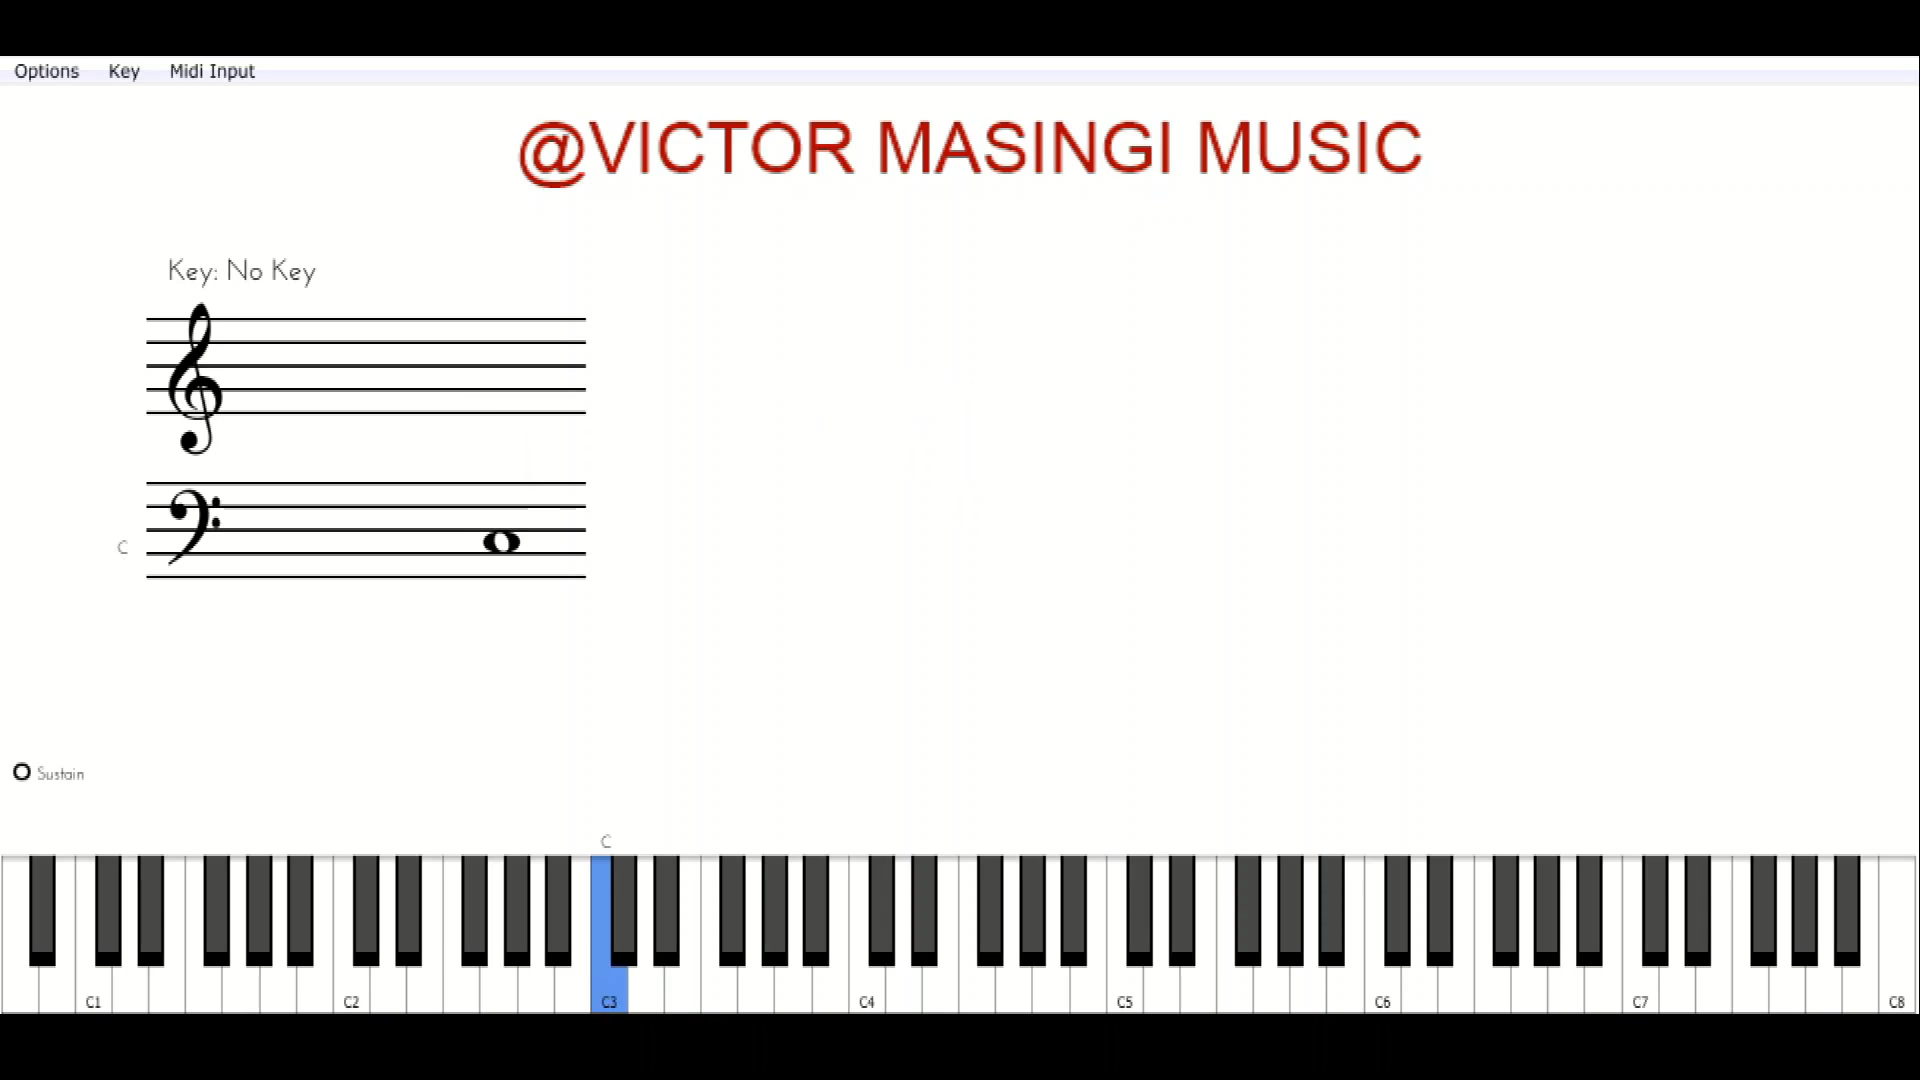 Options Key Midi Input
@VICTOR MASINGI MUSIC
Key: No Key
C
Sustain
C
C1 C2 C3 C4 C5 C6 C7 C8